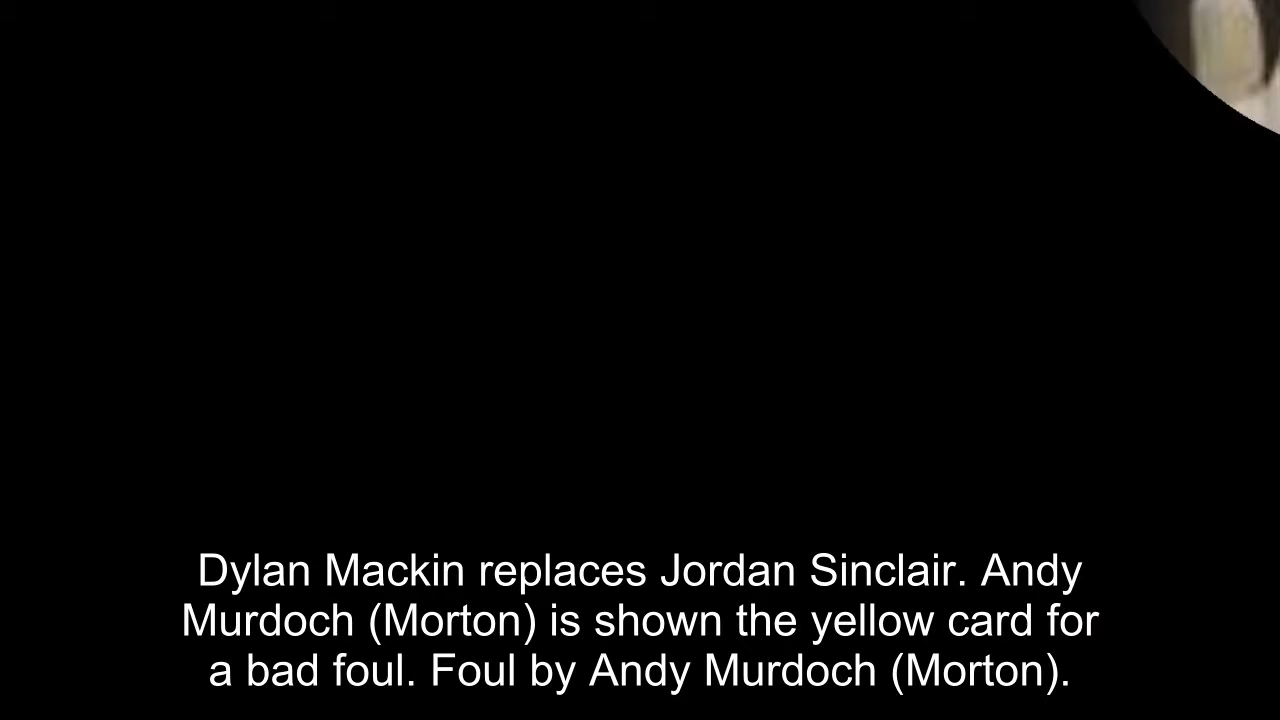 Dylan Mackin replaces Jordan Sinclair. Andy
Murdoch (Morton) is shown the yellow card for
a bad foul. Foul by Andy Murdoch (Morton).